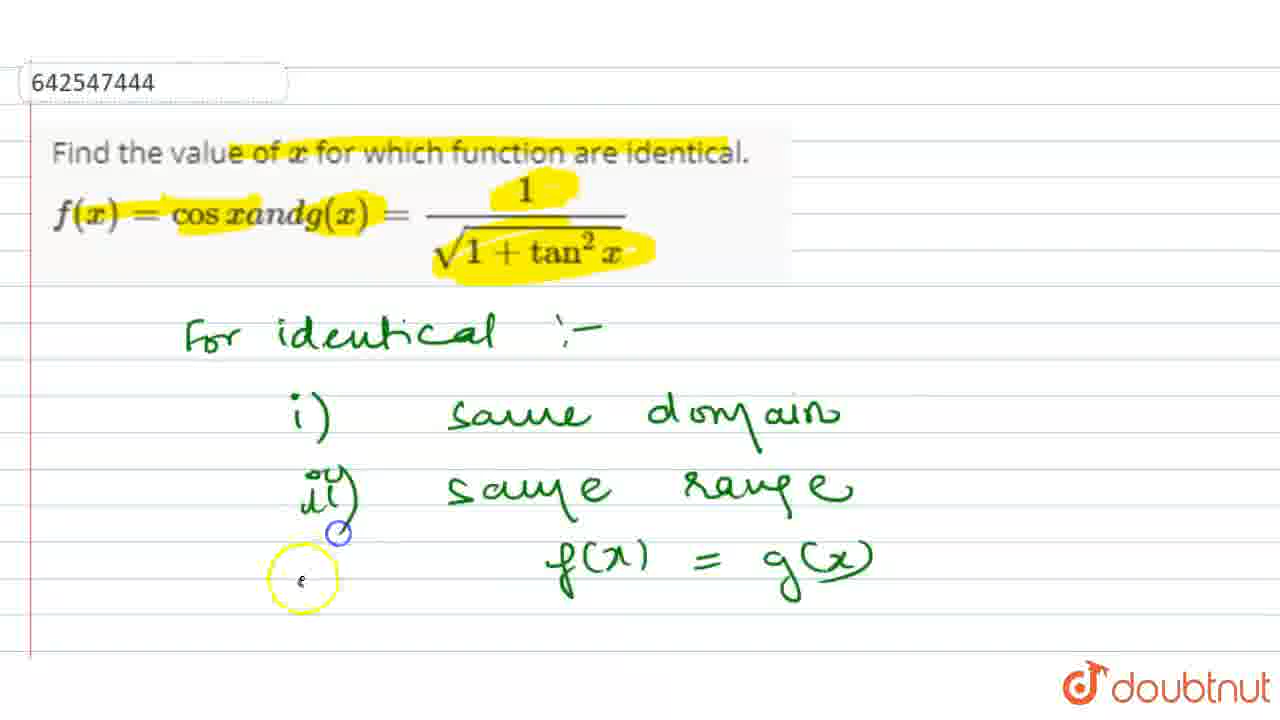 642547444
Find the value of x for which function are identical.
f(x) = cos xandg(x) = 1/√(1 + tan² x)
For identical :-
i) same domain
ii) same range
f(x) = g(x)
doubtnut